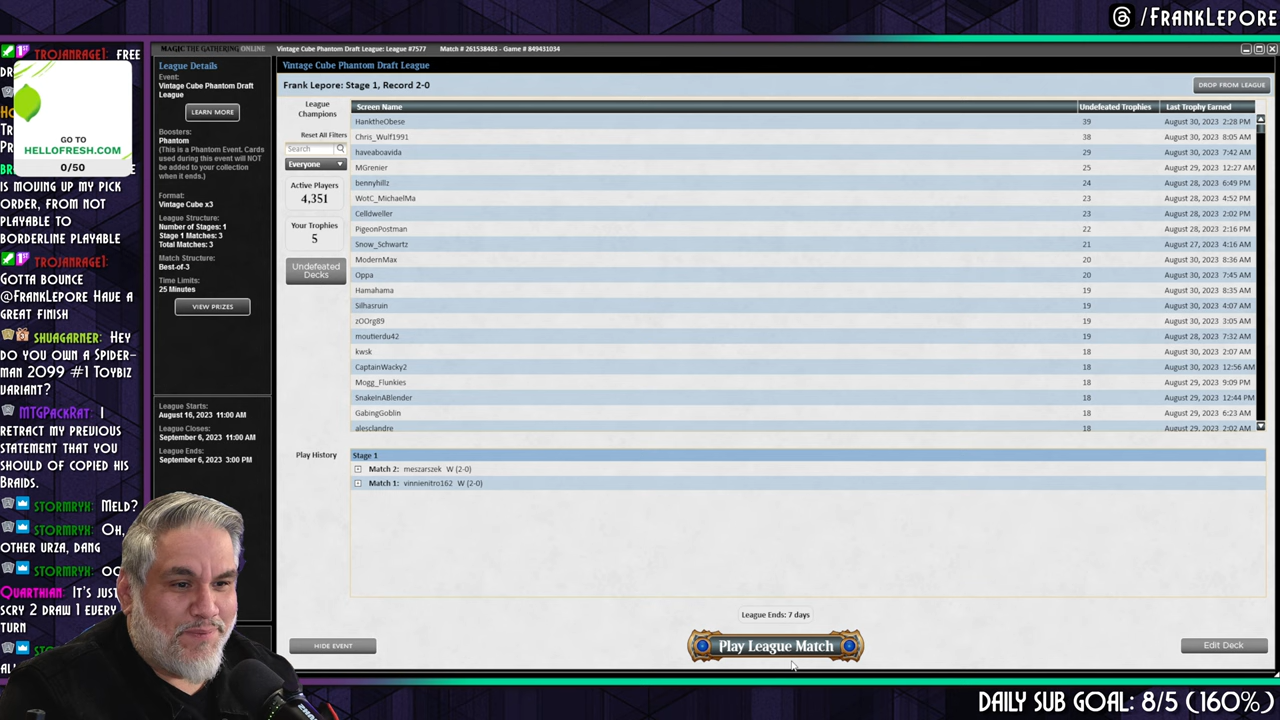 /FrankLepore
TROJANRAGE1: FREE
GO TO
HELLOFRESH.COM
0/50
IS MOVING UP MY PICK
ORDER, FROM NOT
PLAYABLE TO
BORDERLINE PLAYABLE
TROJANRAGE1:
GOTTA BOUNCE
@FRANKLEPORE HAVE A
GREAT FINISH
SHUAGARNER: HEY
DO YOU OWN A SPIDER-
MAN 2099 #1 TOYBIZ
VARIANT?
MTGPACKRAT: I
RETRACT MY PREVIOUS
STATEMENT THAT YOU
SHOULD OF COPIED HIS
BRAIDS.
STORMRYK: MELD?
STORMRYK: OH,
OTHER URZA, DANG
STORMRYK:
QUARTHIAN: IT'S JUST
SCRY 2 DRAW 1 EVERY
TURN
MAGIC THE GATHERING ONLINE
Vintage Cube Phantom Draft League: League #7577 Match # 261538463 - Game # 849431034
League Details
Event:
Vintage Cube Phantom Draft
League
LEARN MORE
Boosters:
Phantom
(This is a Phantom Event. Cards
used during this event will NOT
be added to your collection
when it ends.)
Format:
Vintage Cube x3
League Structure:
Number of Stages: 1
Stage 1 Matches: 3
Total Matches: 3
Match Structure:
Best-of-3
Time Limits:
25 Minutes
VIEW PRIZES
League Starts:
August 16, 2023 11:00 AM
League Closes:
September 6, 2023 11:00 AM
League Ends:
September 6, 2023 3:00 PM
Vintage Cube Phantom Draft League
Frank Lepore: Stage 1, Record 2-0
DROP FROM LEAGUE
League
Champions
Reset All Filters
Search
Everyone
Active Players
4,351
Your Trophies
5
Undefeated
Decks
Screen Name Undefeated Trophies Last Trophy Earned
HanktheObese 39 August 30, 2023 2:28 PM
Chris_Wulf1991 38 August 30, 2023 8:05 AM
haveaboavida 29 August 30, 2023 7:42 AM
MGrenier 25 August 29, 2023 12:27 AM
bennyhillz 24 August 28, 2023 6:49 PM
WotC_MichaelMa 23 August 28, 2023 4:52 PM
Celldweller 23 August 28, 2023 2:02 PM
PigeonPostman 22 August 28, 2023 2:16 PM
Snow_Schwartz 21 August 27, 2023 4:16 AM
ModernMax 20 August 30, 2023 8:36 AM
Oppa 20 August 30, 2023 7:45 AM
Hamahama 19 August 30, 2023 8:35 AM
Silhasruin 19 August 30, 2023 4:07 AM
zOOrg89 19 August 30, 2023 3:05 AM
moutierdu42 19 August 28, 2023 7:32 AM
kwsk 18 August 30, 2023 2:07 AM
CaptainWacky2 18 August 30, 2023 12:56 AM
Mogg_Flunkies 18 August 29, 2023 9:09 PM
SnakeInABlender 18 August 29, 2023 12:44 PM
GabingGoblin 18 August 29, 2023 6:23 AM
alesclandre 18 August 29, 2023 2:02 AM
Play History
Stage 1
Match 2: meszarszek W (2-0)
Match 1: vinnienitro162 W (2-0)
League Ends: 7 days
HIDE EVENT
Play League Match
Edit Deck
DAILY SUB GOAL: 8/5 (160%)